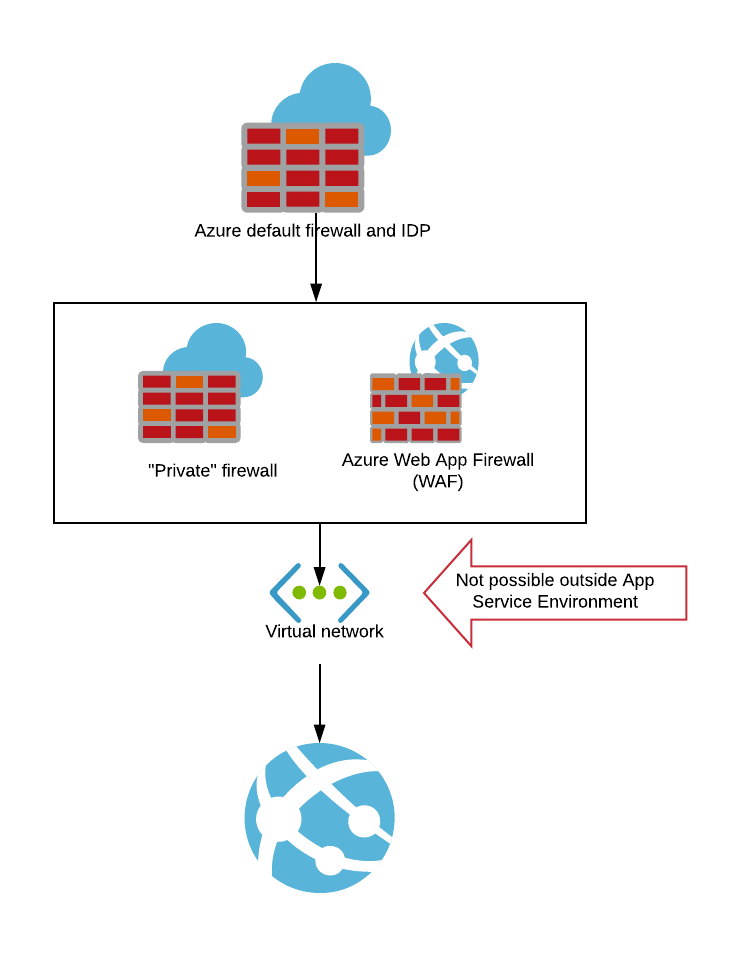 Azure default firewall and IDP
"Private" firewall
Azure Web App Firewall
(WAF)
Not possible outside App
Service Environment
Virtual network